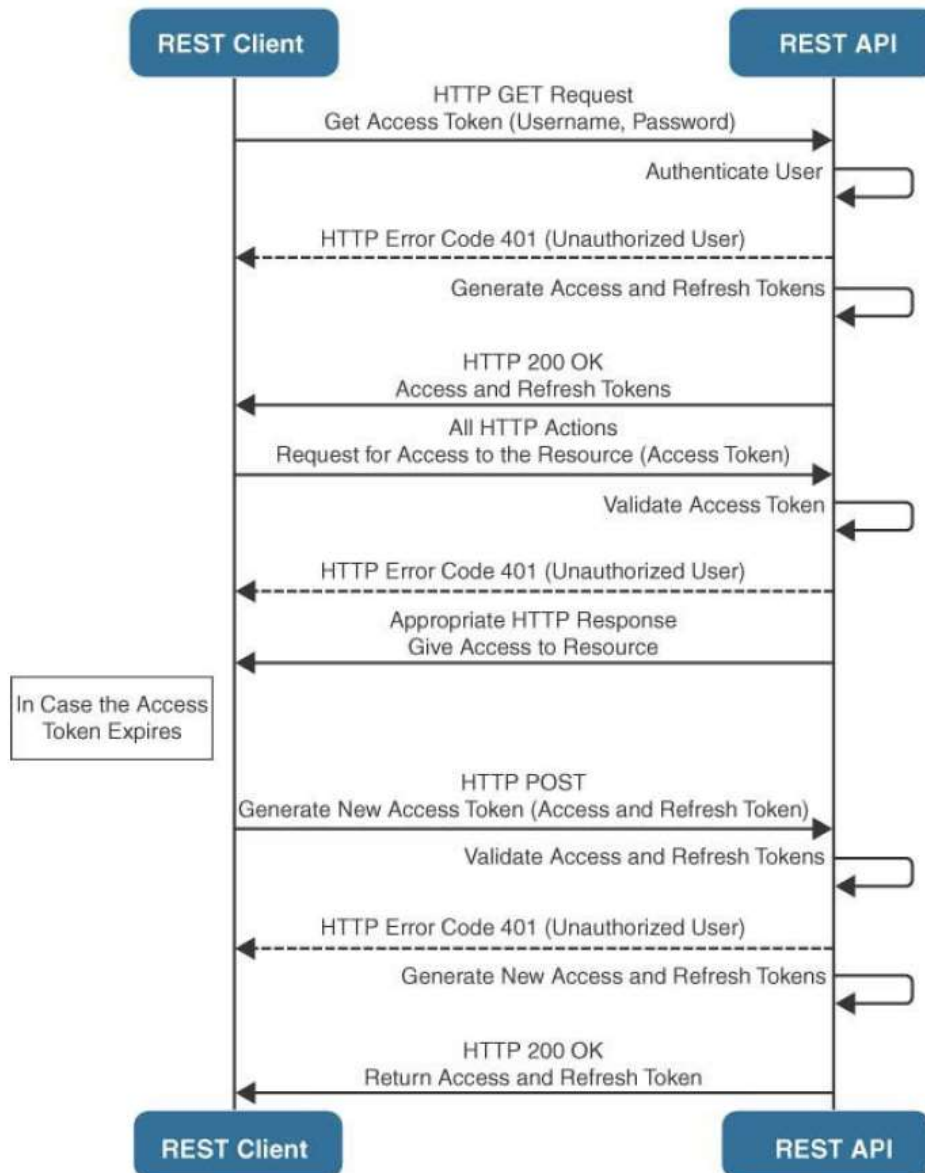 REST Client
REST API
HTTP GET Request
Get Access Token (Username, Password)
Authenticate User
HTTP Error Code 401 (Unauthorized User)
Generate Access and Refresh Tokens
HTTP 200 OK
Access and Refresh Tokens
All HTTP Actions
Request for Access to the Resource (Access Token)
Validate Access Token
HTTP Error Code 401 (Unauthorized User)
Appropriate HTTP Response
Give Access to Resource
In Case the Access
Token Expires
HTTP POST
Generate New Access Token (Access and Refresh Token)
Validate Access and Refresh Tokens
HTTP Error Code 401 (Unauthorized User)
Generate New Access and Refresh Tokens
HTTP 200 OK
Return Access and Refresh Token
REST Client
REST API